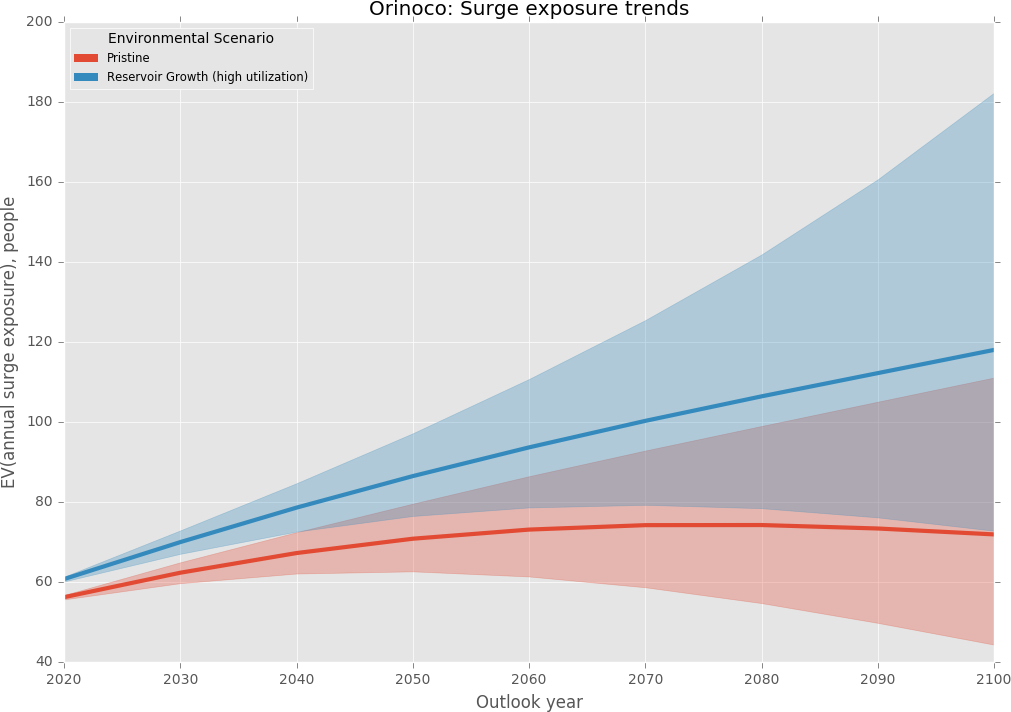 Orinoco: Surge exposure trends
Environmental Scenario
Pristine
Reservoir Growth (high utilization)
EV(annual surge exposure), people
200
180
160
140
120
100
80
60
40
2020 2030 2040 2050 2060 2070 2080 2090 2100
Outlook year